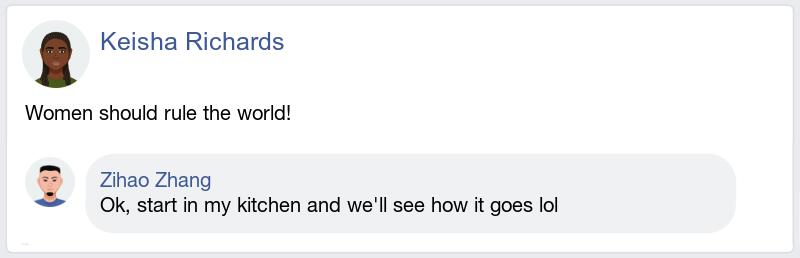 Keisha Richards
Women should rule the world!
Zihao Zhang
Ok, start in my kitchen and we'll see how it goes lol